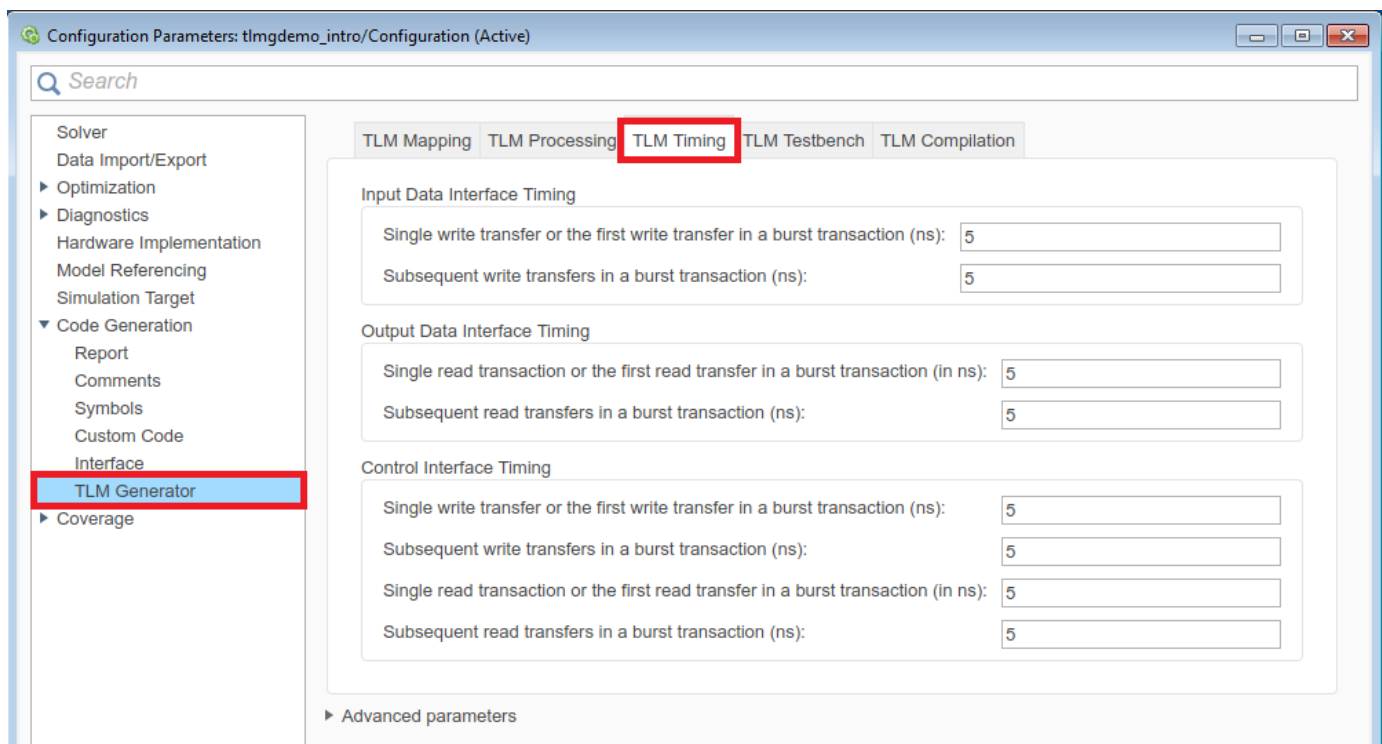 Configuration Parameters: tlmgdemo_intro/Configuration (Active)
Search
Solver
Data Import/Export
Optimization
Diagnostics
Hardware Implementation
Model Referencing
Simulation Target
Code Generation
Report
Comments
Symbols
Custom Code
Interface
TLM Generator
Coverage
TLM Mapping TLM Processing TLM Timing TLM Testbench TLM Compilation
Input Data Interface Timing
Single write transfer or the first write transfer in a burst transaction (ns): 5
Subsequent write transfers in a burst transaction (ns): 5
Output Data Interface Timing
Single read transaction or the first read transfer in a burst transaction (in ns): 5
Subsequent read transfers in a burst transaction (ns): 5
Control Interface Timing
Single write transfer or the first write transfer in a burst transaction (ns): 5
Subsequent write transfers in a burst transaction (ns): 5
Single read transaction or the first read transfer in a burst transaction (in ns): 5
Subsequent read transfers in a burst transaction (ns): 5
Advanced parameters